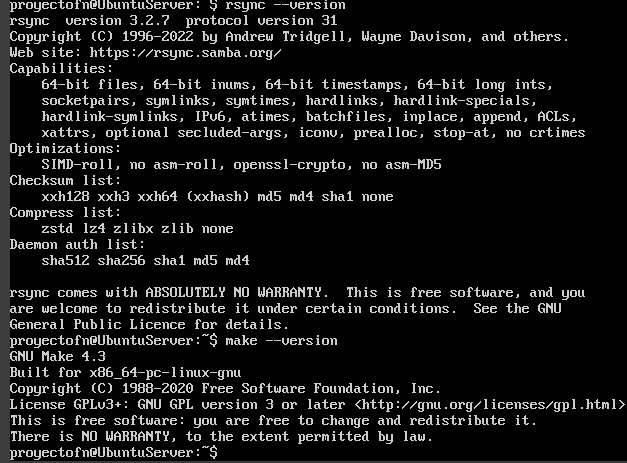 proyectofn@UbuntuServer:~$ rsync --version
rsync  version 3.2.7  protocol version 31
Copyright (C) 1996-2022 by Andrew Tridgell, Wayne Davison, and others.
Web site: https://rsync.samba.org/
Capabilities:
    64-bit files, 64-bit inums, 64-bit timestamps, 64-bit long ints,
    socketpairs, symlinks, symtimes, hardlinks, hardlink-specials,
    hardlink-symlinks, IPv6, atimes, batchfiles, inplace, append, ACLs,
    xattrs, optional secluded-args, iconv, prealloc, stop-at, no crtimes
Optimizations:
    SIMD-roll, no asm-roll, openssl-crypto, no asm-MD5
Checksum list:
    xxh128 xxh3 xxh64 (xxhash) md5 md4 sha1 none
Compress list:
    zstd lz4 zlibx zlib none
Daemon auth list:
    sha512 sha256 sha1 md5 md4

rsync comes with ABSOLUTELY NO WARRANTY.  This is free software, and you
are welcome to redistribute it under certain conditions.  See the GNU
General Public Licence for details.
proyectofn@UbuntuServer:~$ make --version
GNU Make 4.3
Built for x86_64-pc-linux-gnu
Copyright (C) 1988-2020 Free Software Foundation, Inc.
License GPLv3+: GNU GPL version 3 or later <http://gnu.org/licenses/gpl.html>
This is free software: you are free to change and redistribute it.
There is NO WARRANTY, to the extent permitted by law.
proyectofn@UbuntuServer:~$